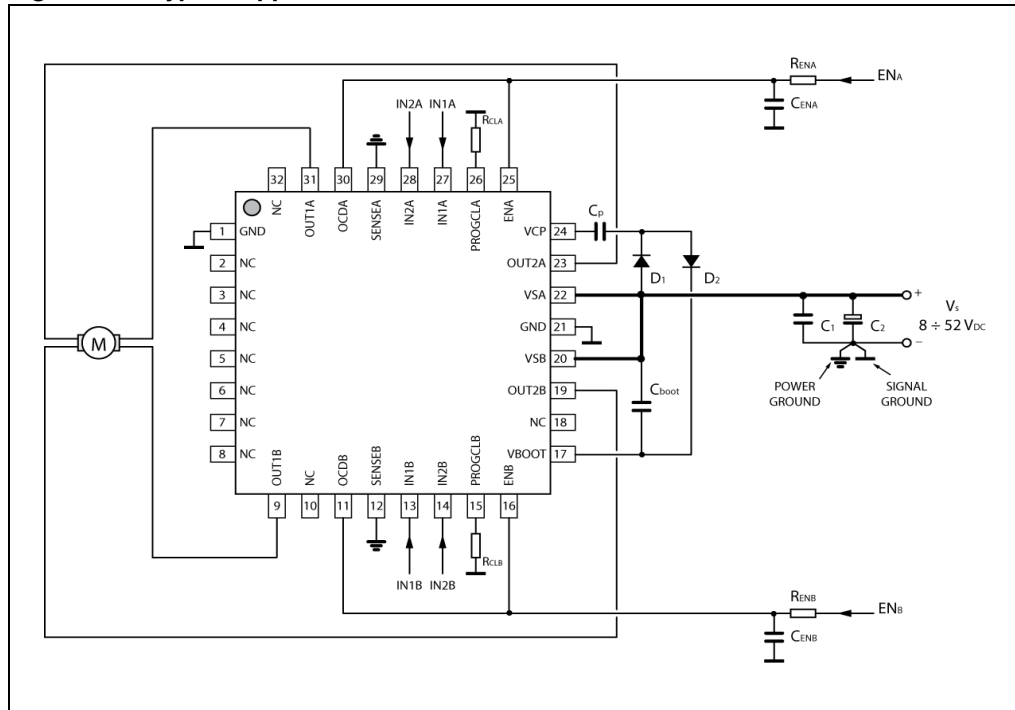 RENA
ENA
CENA
IN2A IN1A
RCLA
32 31 30 29 28 27 26 25
NC OUT1A OCDA SENSEA IN2A IN1A PROGCLA ENA
1 GND
2 NC
3 NC
4 NC
5 NC
6 NC
7 NC
8 NC
VCP 24
OUT2A 23
VSA 22
GND 21
VSB 20
OUT2B 19
NC 18
VBOOT 17
Cp
D1
D2
M
+
Vs
8 ÷ 52 VDC
−
C1
C2
POWER
GROUND
SIGNAL
GROUND
Cboot
OUT1B NC OCDB SENSEB IN1B IN2B PROGCLB ENB
9 10 11 12 13 14 15 16
RCLB
IN1B IN2B
RENB
ENB
CENB